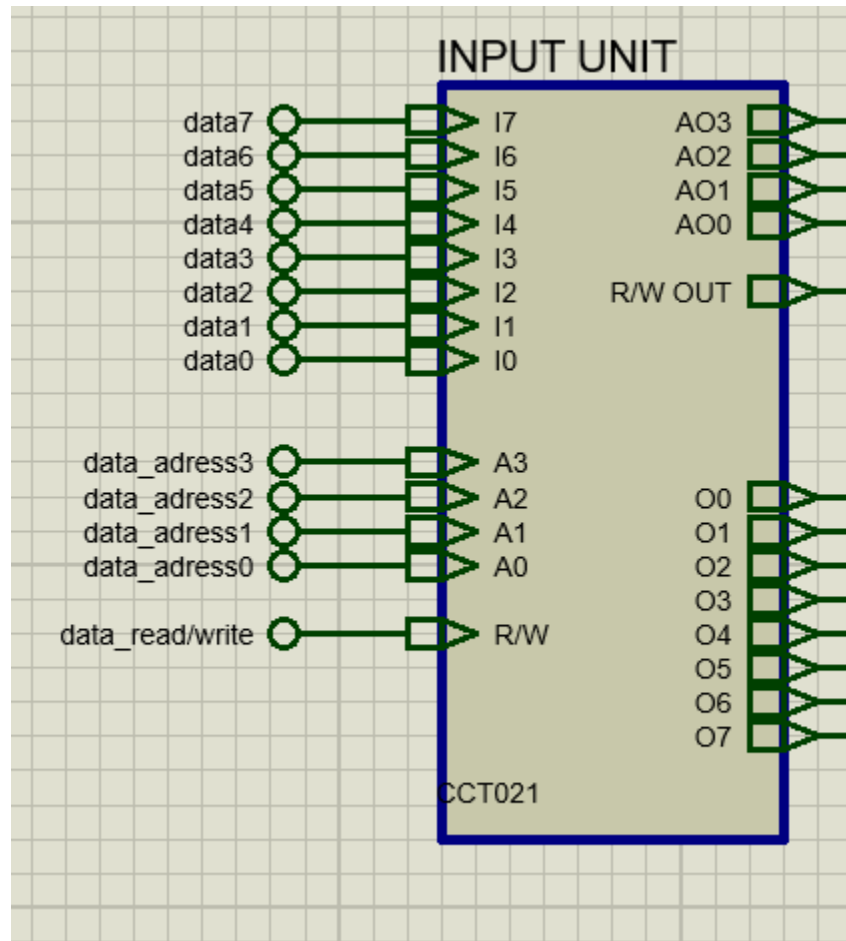 INPUT UNIT
data7 I7 AO3
data6 I6 AO2
data5 I5 AO1
data4 I4 AO0
data3 I3
data2 I2 R/W OUT
data1 I1
data0 I0
data_adress3 A3
data_adress2 A2 O0
data_adress1 A1 O1
data_adress0 A0 O2
O3
data_read/write R/W O4
O5
O6
O7
CCT021